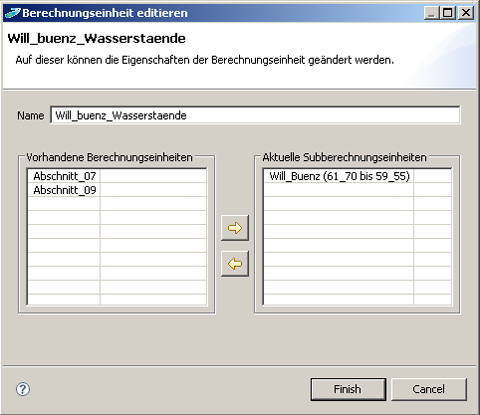 Berechnungseinheit editieren
Will_buenz_Wasserstaende
Auf dieser können die Eigenschaften der Berechnungseinheit geändert werden.
Name Will_buenz_Wasserstaende
Vorhandene Berechnungseinheiten
Abschnitt_07
Abschnitt_09
Aktuelle Subberechnungseinheiten
Will_Buenz (61_70 bis 59_55)
?
Finish
Cancel